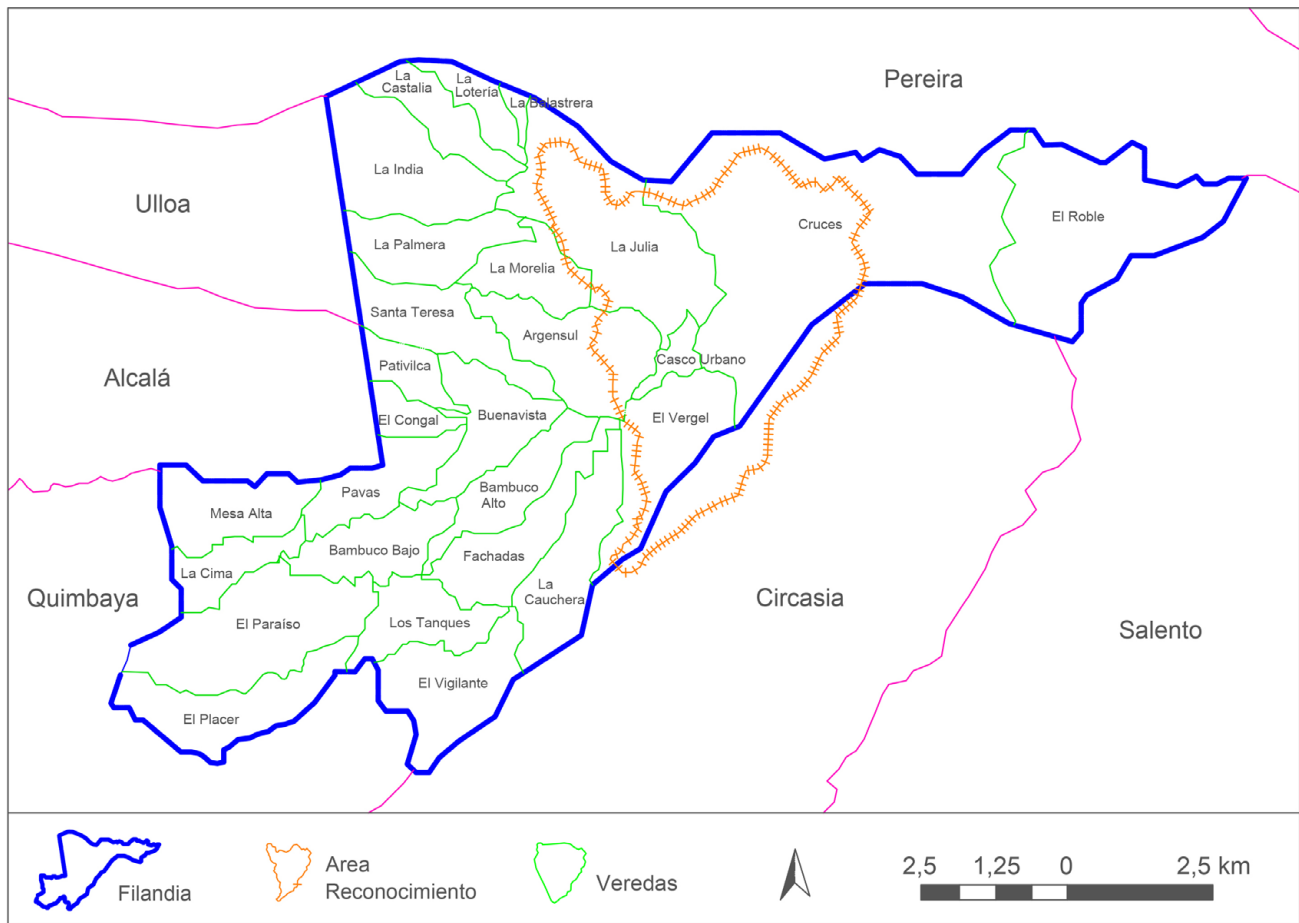 Pereira
La
Castalia
La
Lotería
La Balastrera
La India
Ulloa
El Roble
Cruces
La Palmera
La Julia
La Morelia
Santa Teresa
Argensul
Casco Urbano
Pativilca
Alcalá
Buenavista
El Congal
El Vergel
Pavas
Bambuco
Alto
Mesa Alta
Bambuco Bajo
Fachadas
La Cima
La
Cauchera
Quimbaya
Circasia
El Paraíso
Los Tanques
Salento
El Vigilante
El Placer
Filandia
Area
Reconocimiento
Veredas
2,5 1,25 0 2,5 km